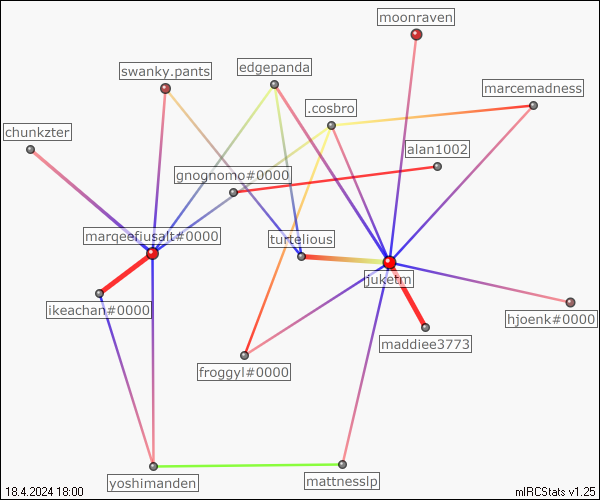 moonraven
swanky.pants
edgepanda
marcemadness
.cosbro
chunkzter
alan1002
gnognomo#0000
marqeefiusalt#0000
turtelious
juketm
ikeachan#0000
hjoenk#0000
maddiee3773
froggyl#0000
yoshimanden
mattnesslp
18.4.2024 18:00
mIRCStats v1.25